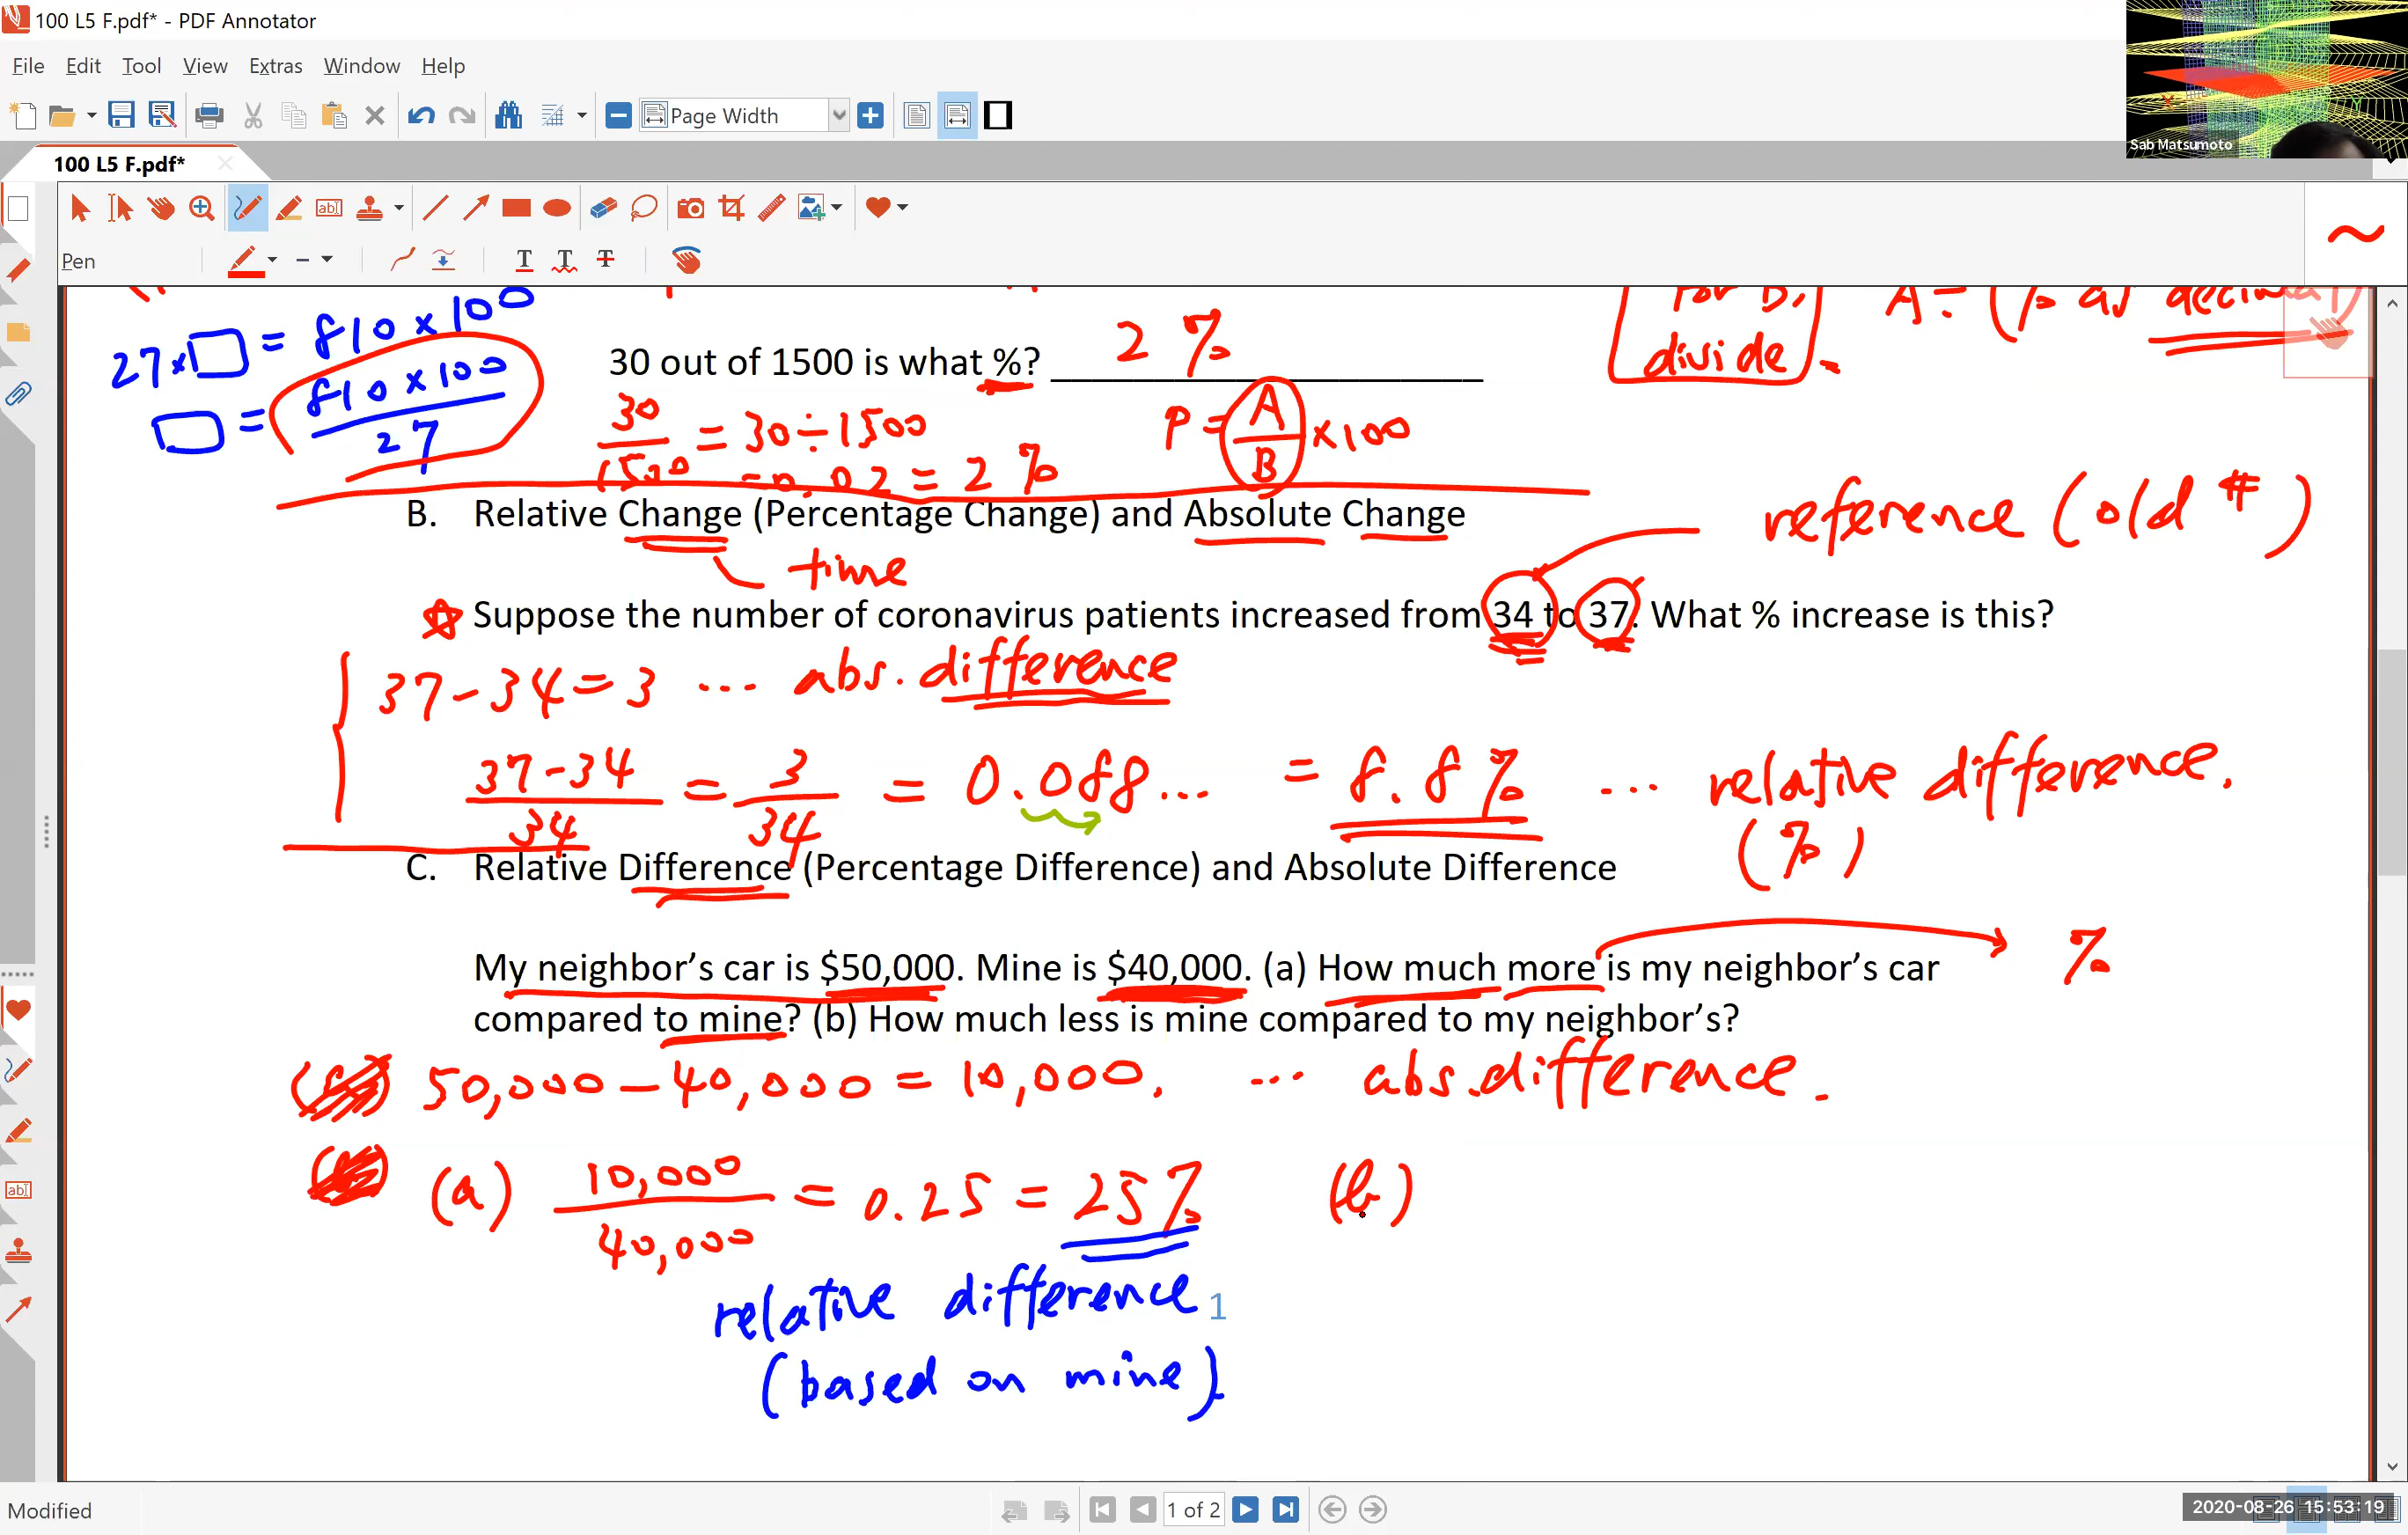 100 L5 F.pdf* - PDF Annotator
File Edit Tool View Extras Window Help
Page Width
Sab Matsumoto
100 L5 F.pdf*
Pen
27 × □ = 810 × 100
□ = 810 × 100 / 27
for B, divide.
A = (% as decimal)
30 out of 1500 is what %? 2 %
30/1500 = 30 ÷ 1500
= 0.02 = 2 %
P = A/B × 100
B. Relative Change (Percentage Change) and Absolute Change
reference (old #)
time
Suppose the number of coronavirus patients increased from 34 to 37. What % increase is this?
37 - 34 = 3 ... abs. difference
37 - 34 / 34 = 3 / 34 = 0.088... = 8.8% ... relative difference.
(%)
C. Relative Difference (Percentage Difference) and Absolute Difference
My neighbor’s car is $50,000. Mine is $40,000. (a) How much more is my neighbor’s car %
compared to mine? (b) How much less is mine compared to my neighbor’s?
50,000 - 40,000 = 10,000. ... abs. difference.
(a) 10,000 / 40,000 = 0.25 = 25% (b)
relative difference 1
(based on mine)
Modified
1 of 2
2020-08-26 15:53:19